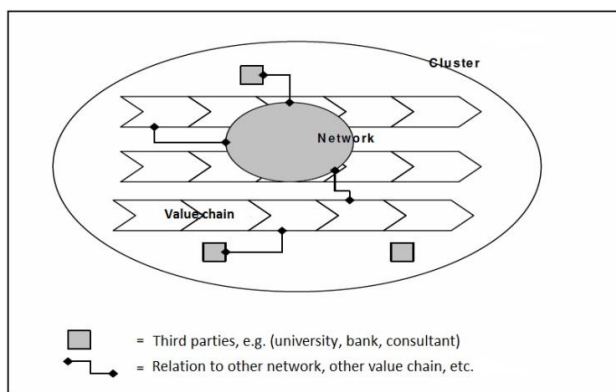 Cluster
Network
Value chain
= Third parties, e.g. (university, bank, consultant)
= Relation to other network, other value chain, etc.